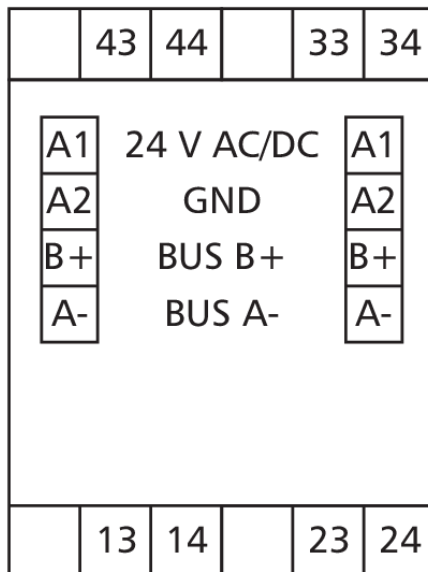 43 44 33 34
A1 24 V AC/DC A1
A2 GND A2
B+ BUS B+ B+
A- BUS A- A-
13 14 23 24